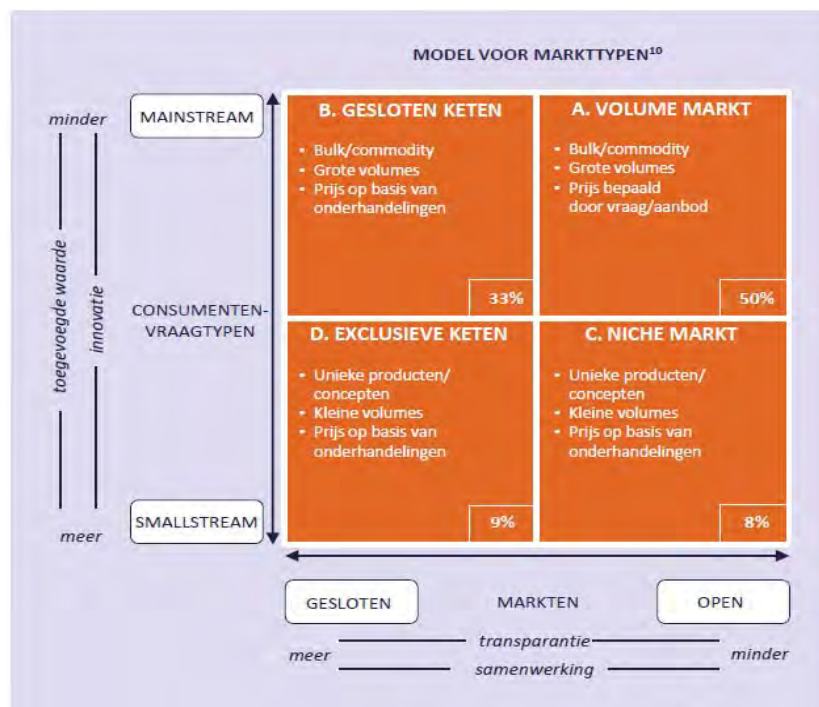 MODEL VOOR MARKTTYPEN¹⁰
minder
MAINSTREAM
B. GESLOTEN KETEN
• Bulk/commodity
• Grote volumes
• Prijs op basis van
onderhandelingen
33%
A. VOLUME MARKT
• Bulk/commodity
• Grote volumes
• Prijs bepaald
door vraag/aanbod
50%
toegevoegde waarde
innovatie
CONSUMENTEN-
VRAAGTYPEN
D. EXCLUSIEVE KETEN
• Unieke producten/
concepten
• Kleine volumes
• Prijs op basis van
onderhandelingen
9%
C. NICHE MARKT
• Unieke producten/
concepten
• Kleine volumes
• Prijs op basis van
onderhandelingen
8%
SMALLSTREAM
meer
GESLOTEN
MARKTEN
OPEN
meer
transparantie
samenwerking
minder